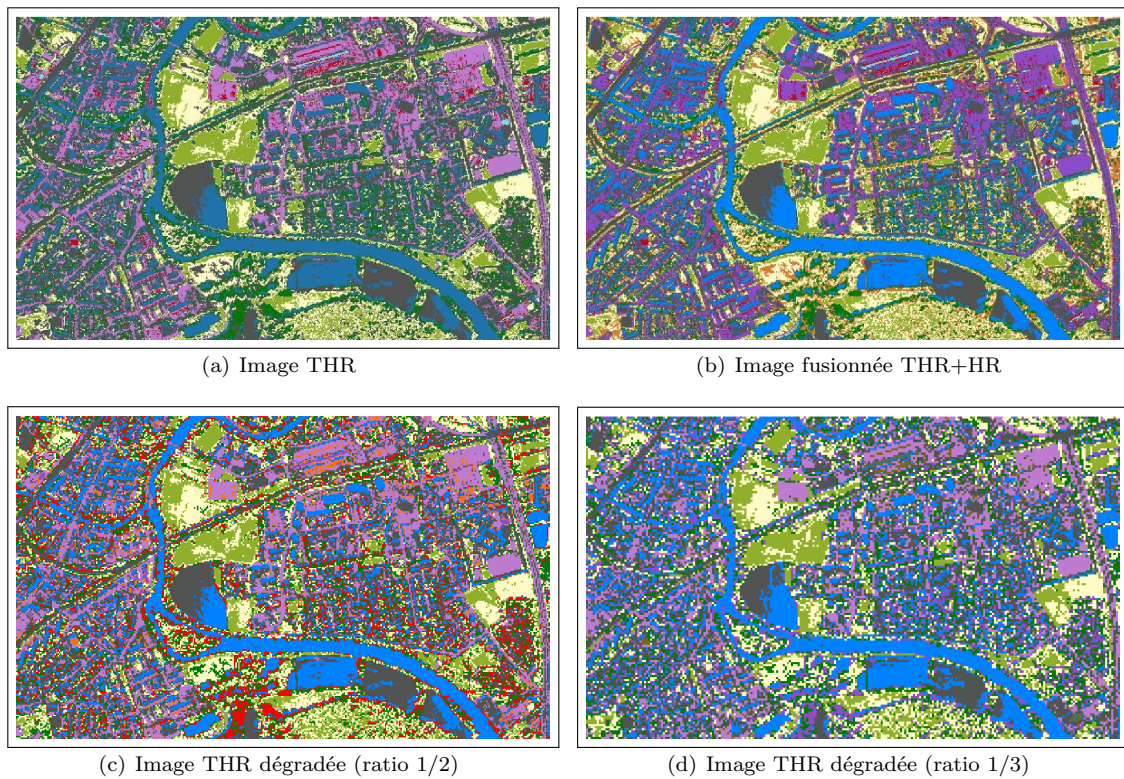 (a) Image THR
(b) Image fusionnée THR+HR
(c) Image THR dégradée (ratio 1/2)
(d) Image THR dégradée (ratio 1/3)